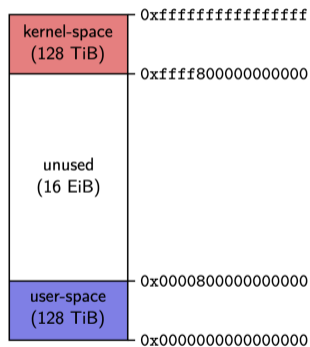 0xffffffffffffffff
kernel-space
(128 TiB)
0xffff800000000000
unused
(16 EiB)
0x0000800000000000
user-space
(128 TiB)
0x0000000000000000